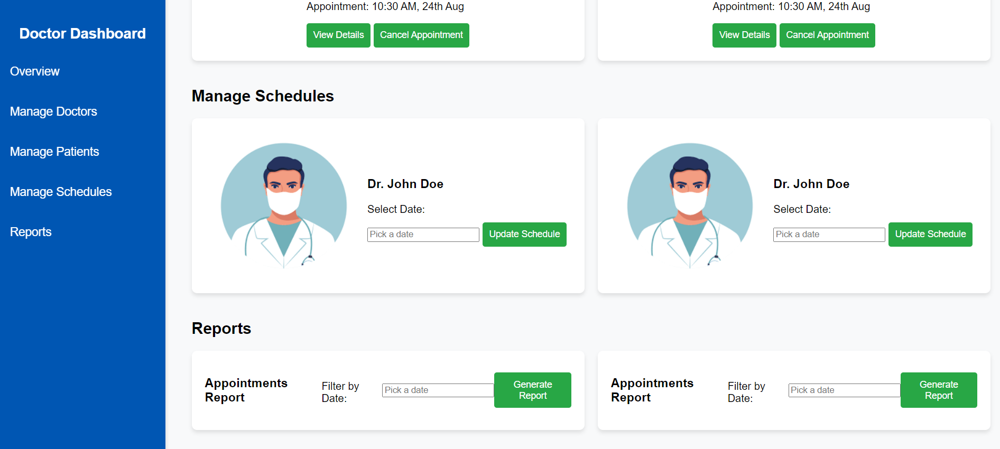 Doctor Dashboard
Overview
Manage Doctors
Manage Patients
Manage Schedules
Reports
Appointment: 10:30 AM, 24th Aug
View Details
Cancel Appointment
Appointment: 10:30 AM, 24th Aug
View Details
Cancel Appointment
Manage Schedules
Dr. John Doe
Select Date:
Pick a date
Update Schedule
Dr. John Doe
Select Date:
Pick a date
Update Schedule
Reports
Appointments
Report
Filter by
Date:
Pick a date
Generate
Report
Appointments
Report
Filter by
Date:
Pick a date
Generate
Report